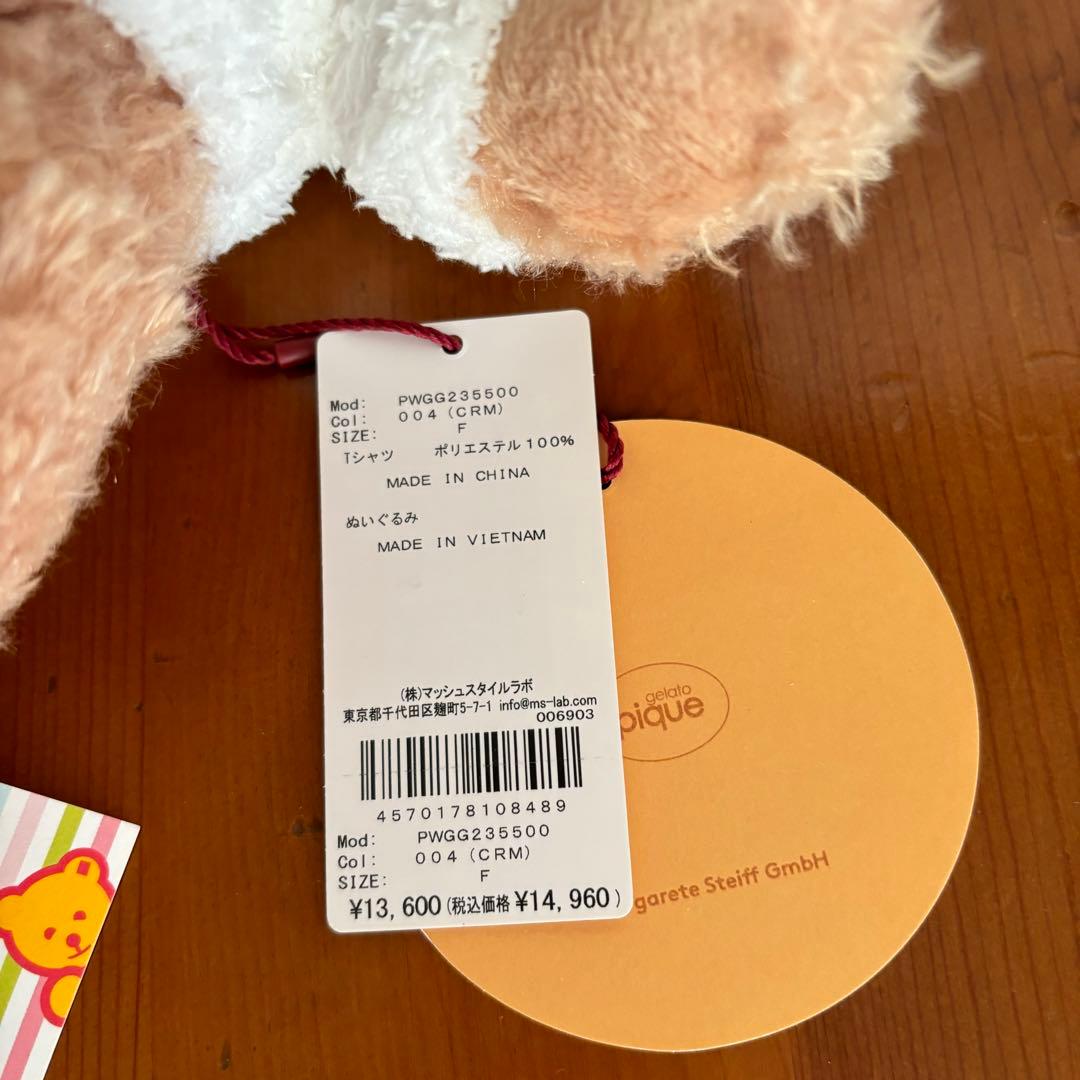 Mod: PWGG235500
Col: 004 (CRM)
SIZE: F
Tシャツ ポリエステル100%
MADE IN CHINA
ぬいぐるみ
MADE IN VIETNAM
(株)マッシュスタイルラボ
東京都千代田区麹町5-7-1 info@ms-lab.com
006903
4570178108489
Mod: PWGG235500
Col: 004 (CRM)
SIZE: F
¥13,600(税込価格 ¥14,960)
gelato
pique
garete Steiff GmbH